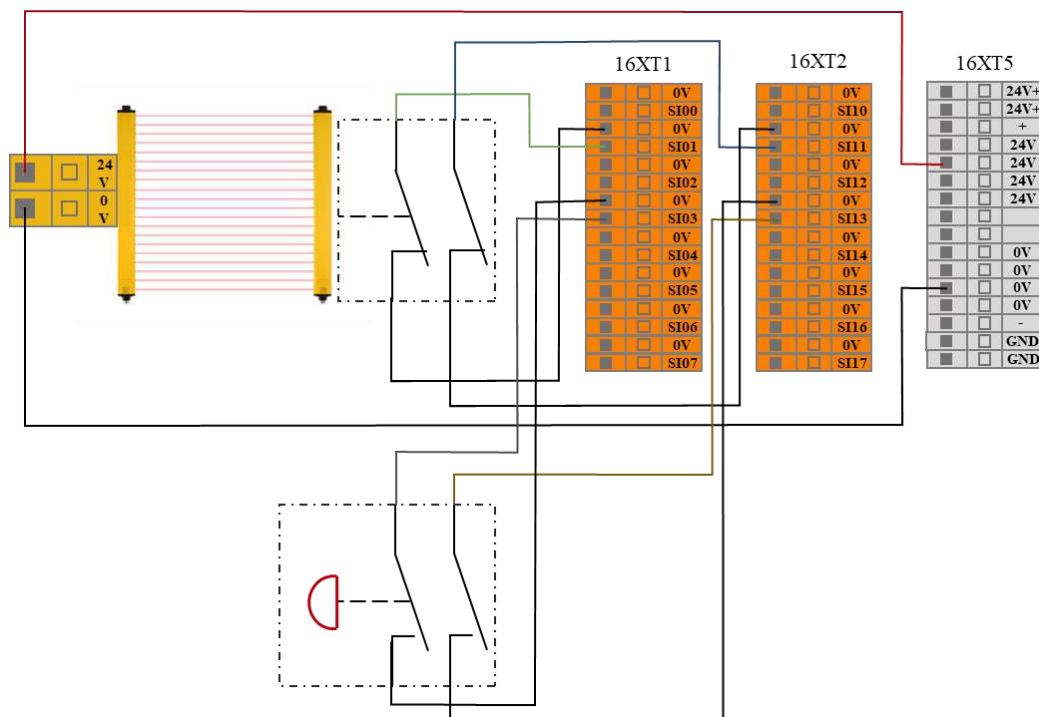 16XT1
16XT2
16XT5
24
V
0
V
0V
SI00
0V
SI01
0V
SI02
0V
SI03
0V
SI04
0V
SI05
0V
SI06
0V
SI07
0V
SI10
0V
SI11
0V
SI12
0V
SI13
0V
SI14
0V
SI15
0V
SI16
0V
SI17
24V+
24V+
+
24V
24V
24V
24V
0V
0V
0V
0V
-
GND
GND